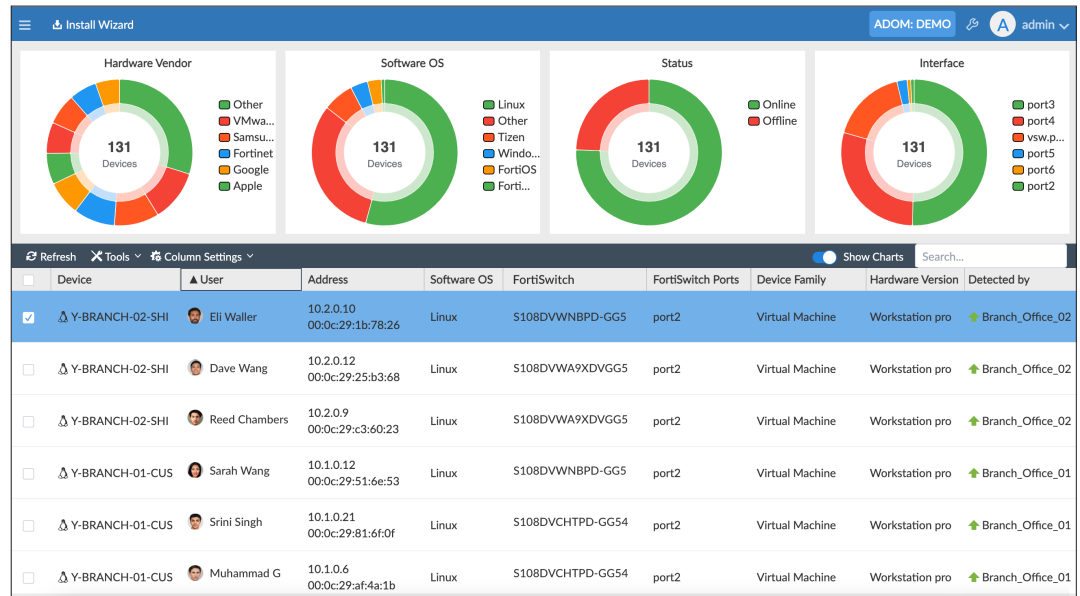 Install Wizard
ADOM: DEMO
A
admin
Hardware Vendor
131
Devices
Other
VMwa...
Samsu...
Fortinet
Google
Apple
Software OS
131
Devices
Linux
Other
Tizen
Windo...
FortiOS
Forti...
Status
131
Devices
Online
Offline
Interface
131
Devices
port3
port4
vsw.p...
port5
port6
port2
Refresh Tools Column Settings Show Charts Search...
Device User Address Software OS FortiSwitch FortiSwitch Ports Device Family Hardware Version Detected by
Y-BRANCH-02-SHI Eli Waller 10.2.0.10 Linux S108DVWNBPD-GG5 port2 Virtual Machine Workstation pro Branch_Office_02
00:0c:29:1b:78:26
Y-BRANCH-02-SHI Dave Wang 10.2.0.12 Linux S108DVWA9XDVGG5 port2 Virtual Machine Workstation pro Branch_Office_02
00:0c:29:25:b3:68
Y-BRANCH-02-SHI Reed Chambers 10.2.0.9 Linux S108DVWA9XDVGG5 port2 Virtual Machine Workstation pro Branch_Office_02
00:0c:29:c3:60:23
Y-BRANCH-01-CUS Sarah Wang 10.1.0.12 Linux S108DVWNBPD-GG5 port2 Virtual Machine Workstation pro Branch_Office_01
00:0c:29:51:6e:53
Y-BRANCH-01-CUS Srini Singh 10.1.0.21 Linux S108DVCHTPD-GG54 port2 Virtual Machine Workstation pro Branch_Office_01
00:0c:29:81:6f:0f
Y-BRANCH-01-CUS Muhammad G 10.1.0.6 Linux S108DVCHTPD-GG54 port2 Virtual Machine Workstation pro Branch_Office_01
00:0c:29:af:4a:1b